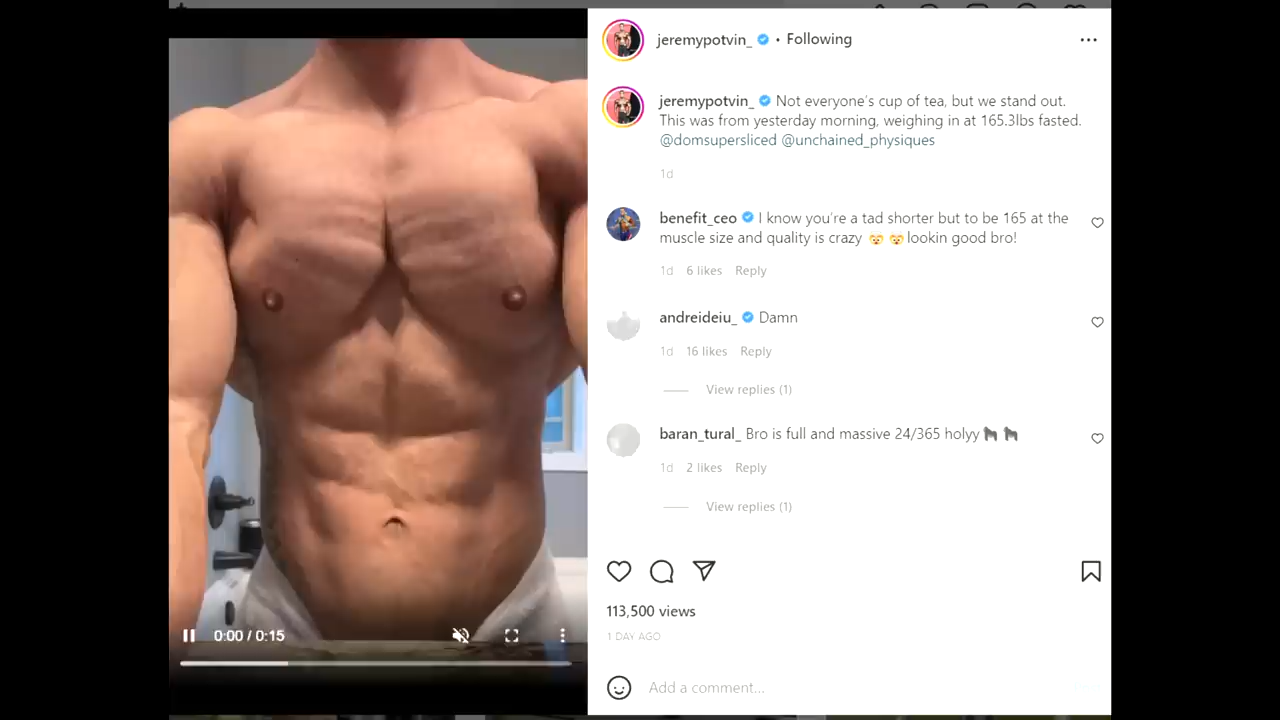 jeremypotvin_ • Following
jeremypotvin_ Not everyone's cup of tea, but we stand out.
This was from yesterday morning, weighing in at 165.3lbs fasted.
@domsupersliced @unchained_physiques
1d
benefit_ceo I know you're a tad shorter but to be 165 at the
muscle size and quality is crazy 🤯 🤯 lookin good bro!
1d 6 likes Reply
andreideiu_ Damn
1d 16 likes Reply
View replies (1)
baran_tural_ Bro is full and massive 24/365 holyy🦍 🦍
1d 2 likes Reply
View replies (1)
0:00 / 0:15
113,500 views
1 DAY AGO
Add a comment...